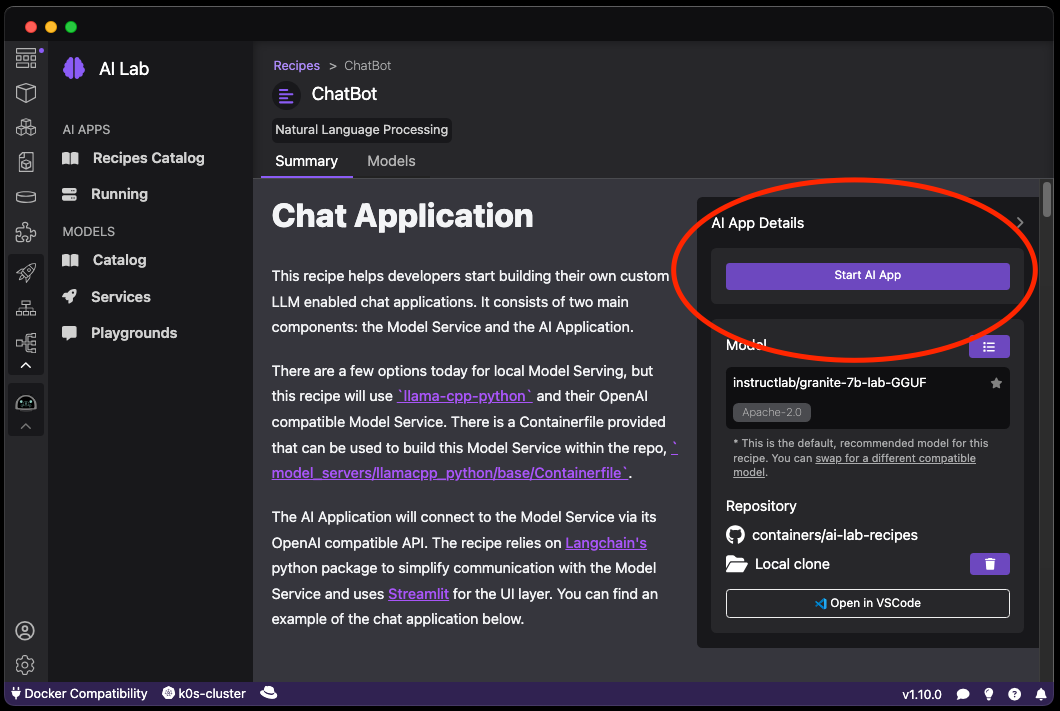 AI Lab
AI APPS
Recipes Catalog
Running
MODELS
Catalog
Services
Playgrounds
Recipes > ChatBot
ChatBot
Natural Language Processing
Summary Models
Chat Application
This recipe helps developers start building their own custom
LLM enabled chat applications. It consists of two main
components: the Model Service and the AI Application.
There are a few options today for local Model Serving, but
this recipe will use `llama-cpp-python` and their OpenAI
compatible Model Service. There is a Containerfile provided
that can be used to build this Model Service within the repo, `
model_servers/llamacpp_python/base/Containerfile`.
The AI Application will connect to the Model Service via its
OpenAI compatible API. The recipe relies on Langchain's
python package to simplify communication with the Model
Service and uses Streamlit for the UI layer. You can find an
example of the chat application below.
AI App Details
Start AI App
Model
instructlab/granite-7b-lab-GGUF
Apache-2.0
* This is the default, recommended model for this
recipe. You can swap for a different compatible
model.
Repository
containers/ai-lab-recipes
Local clone
Open in VSCode
Docker Compatibility k0s-cluster v1.10.0